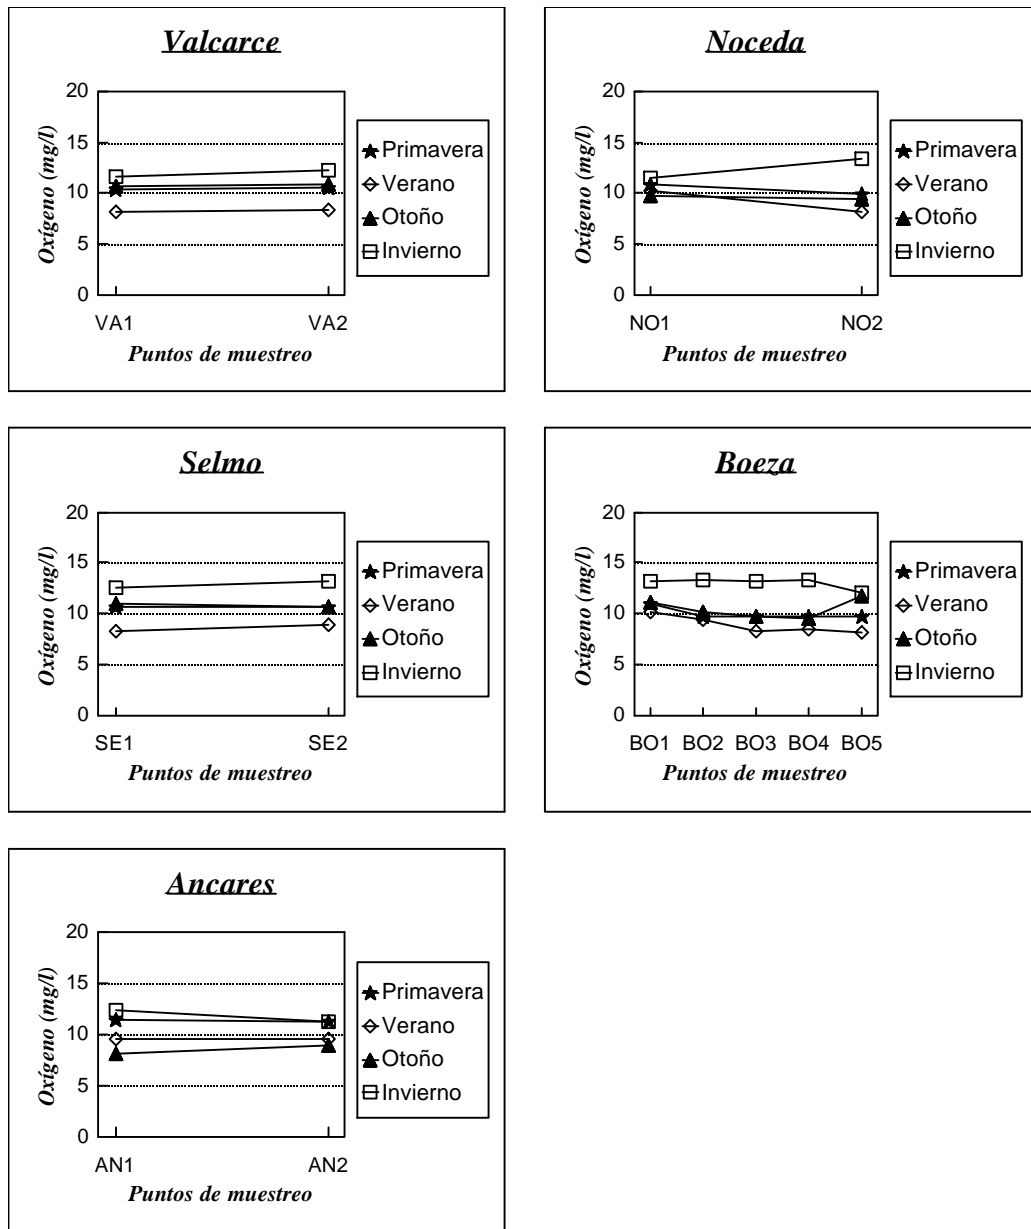 Valcarce
20
15
10
5
0
Oxígeno (mg/l)
VA1 VA2
Puntos de muestreo
Primavera
Verano
Otoño
Invierno
Noceda
20
15
10
5
0
Oxígeno (mg/l)
NO1 NO2
Puntos de muestreo
Primavera
Verano
Otoño
Invierno
Selmo
20
15
10
5
0
Oxígeno (mg/l)
SE1 SE2
Puntos de muestreo
Primavera
Verano
Otoño
Invierno
Boeza
20
15
10
5
0
Oxígeno (mg/l)
BO1 BO2 BO3 BO4 BO5
Puntos de muestreo
Primavera
Verano
Otoño
Invierno
Ancares
20
15
10
5
0
Oxígeno (mg/l)
AN1 AN2
Puntos de muestreo
Primavera
Verano
Otoño
Invierno